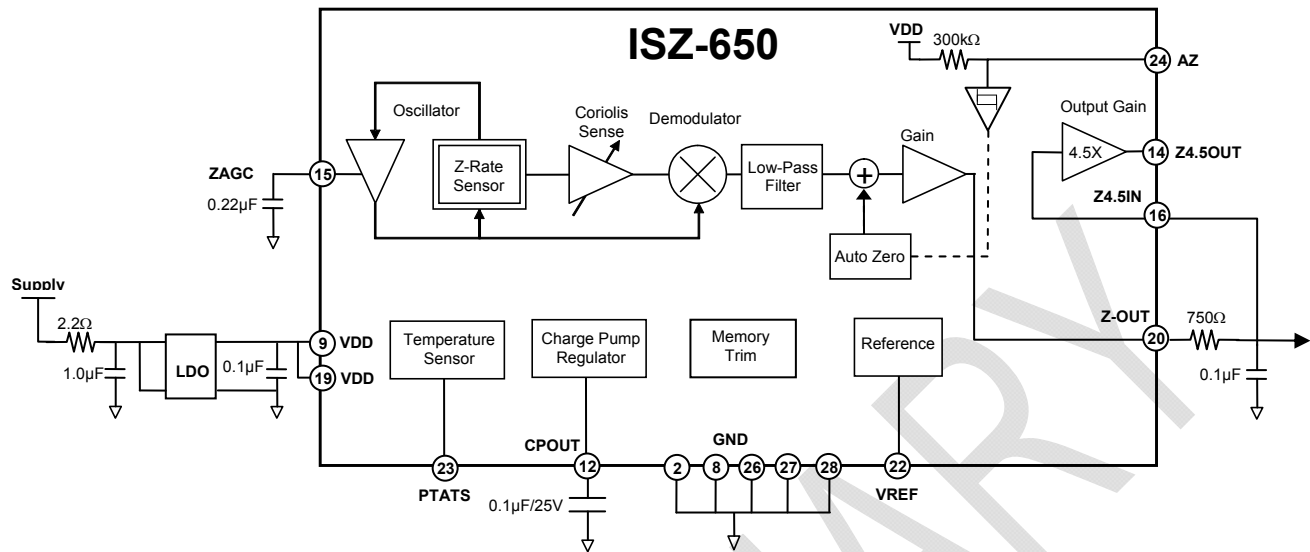 ISZ-650
VDD
300kΩ
24
AZ
Oscillator
Coriolis
Sense
Demodulator
Gain
Output Gain
4.5X
14
Z4.5OUT
ZAGC
15
0.22µF
Z-Rate
Sensor
Low-Pass
Filter
+
Z4.5IN
16
Auto Zero
Supply
2.2Ω
1.0µF
LDO
0.1µF
9
VDD
19
VDD
Temperature
Sensor
Charge Pump
Regulator
Memory
Trim
Reference
Z-OUT
20
750Ω
0.1µF
CPOUT
GND
23
12
2
8
26
27
28
22
PTATS
VREF
0.1µF/25V